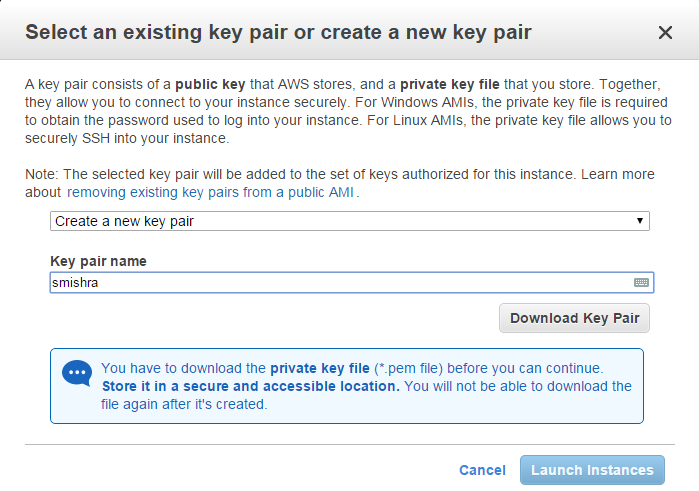 Select an existing key pair or create a new key pair
A key pair consists of a public key that AWS stores, and a private key file that you store. Together,
they allow you to connect to your instance securely. For Windows AMIs, the private key file is required
to obtain the password used to log into your instance. For Linux AMIs, the private key file allows you to
securely SSH into your instance.
Note: The selected key pair will be added to the set of keys authorized for this instance. Learn more
about removing existing key pairs from a public AMI.
Create a new key pair
Key pair name
smishra
Download Key Pair
You have to download the private key file (*.pem file) before you can continue.
Store it in a secure and accessible location. You will not be able to download the
file again after it's created.
Cancel Launch Instances